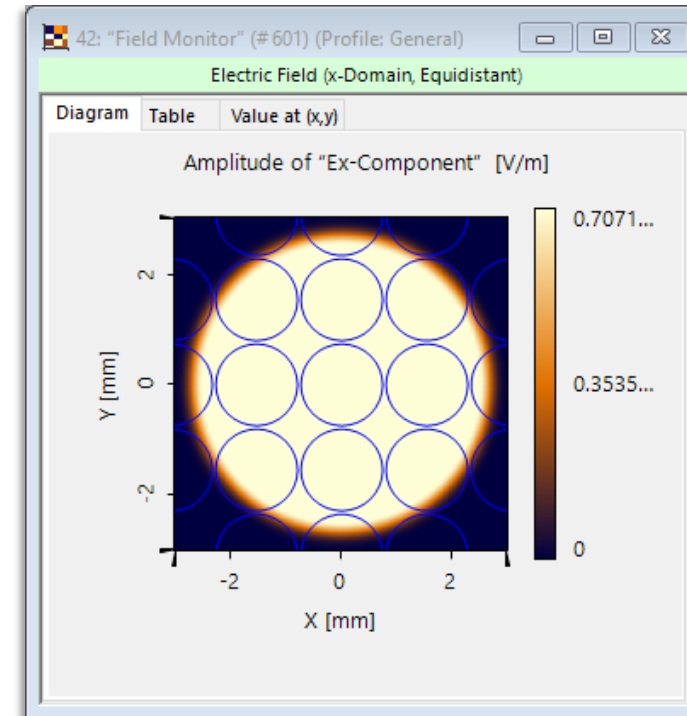 42: "Field Monitor" (#601) (Profile: General)
Electric Field (x-Domain, Equidistant)
Diagram Table Value at (x,y)
Amplitude of "Ex-Component" [V/m]
0.7071...
2
0.3535...
0
Y [mm]
-2
0
-2 0 2
X [mm]